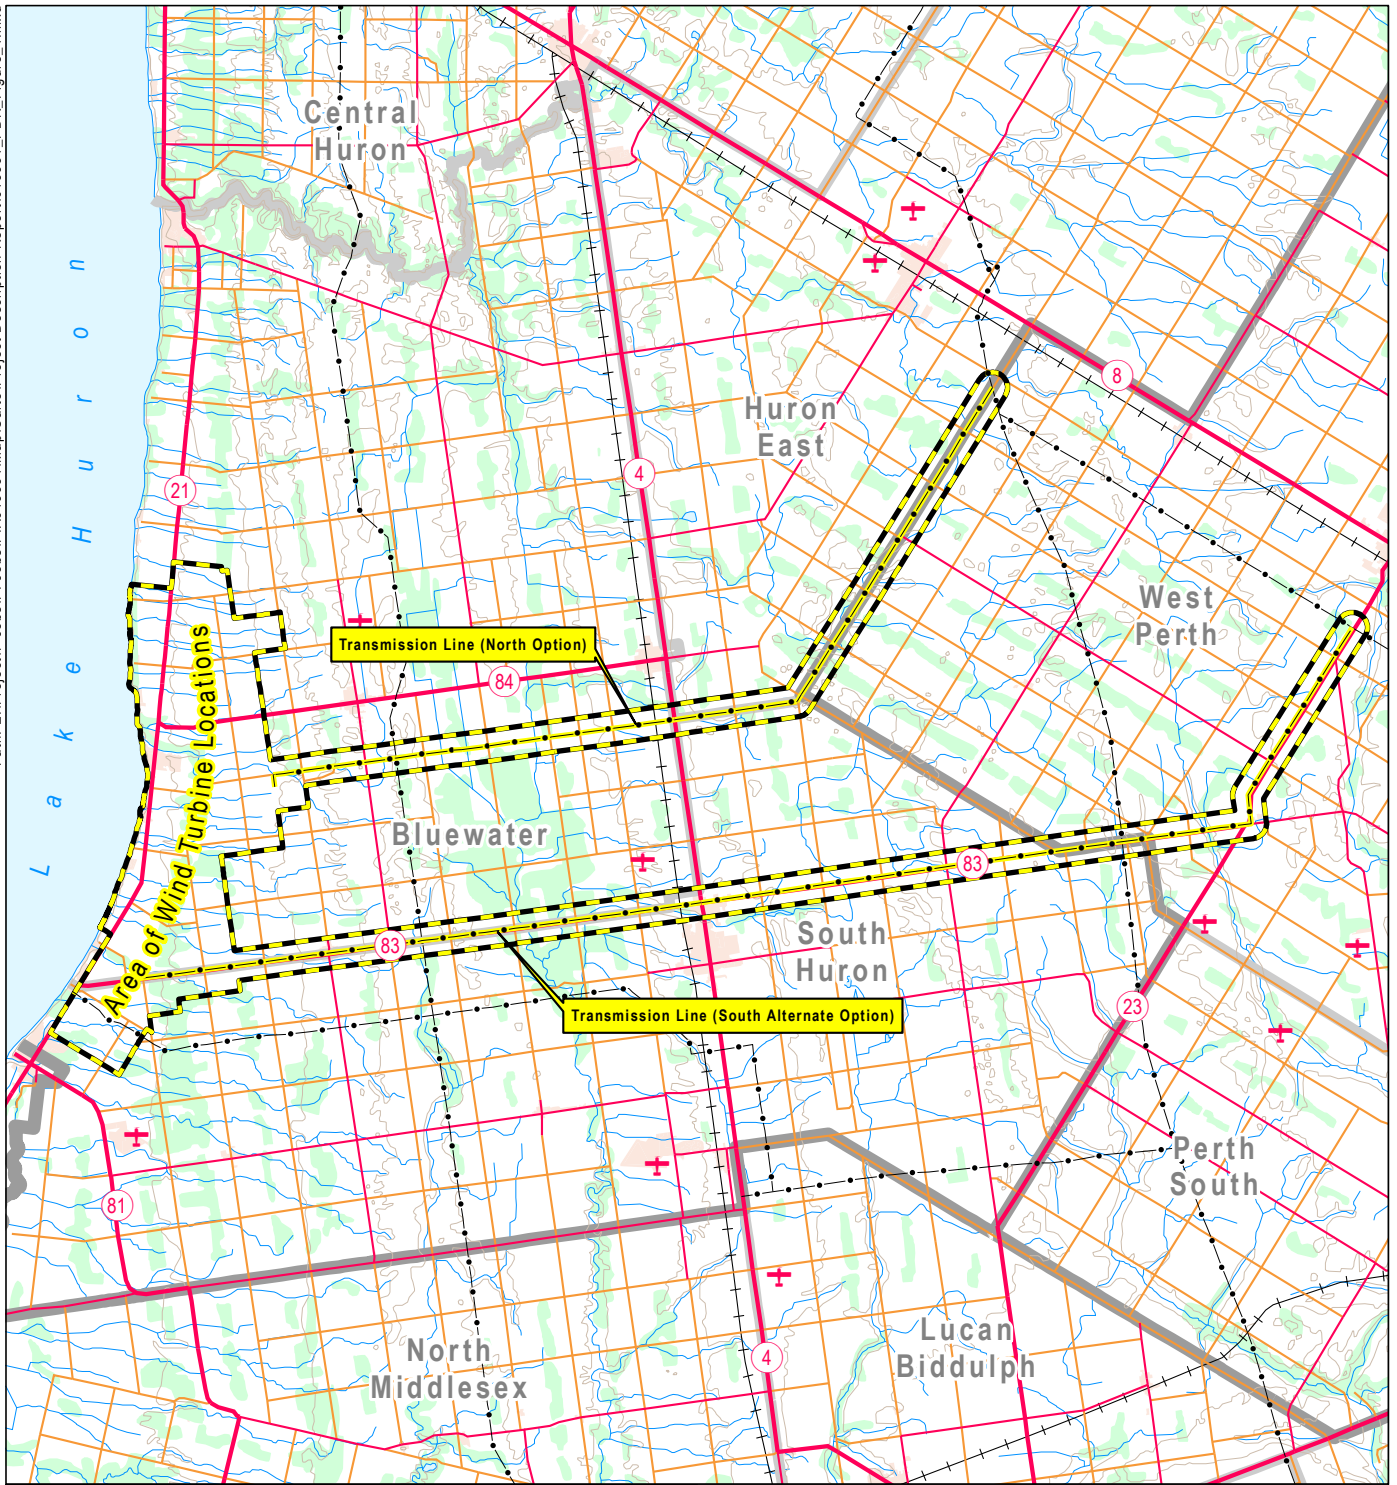 Central
Huron
Lake Huron
8
Huron
East
4
21
West
Perth
Area of Wind Turbine Locations
Transmission Line (North Option)
84
Bluewater
83
83
South
Huron
Transmission Line (South Alternate Option)
23
Perth
South
81
North
Middlesex
4
Lucan
Biddulph